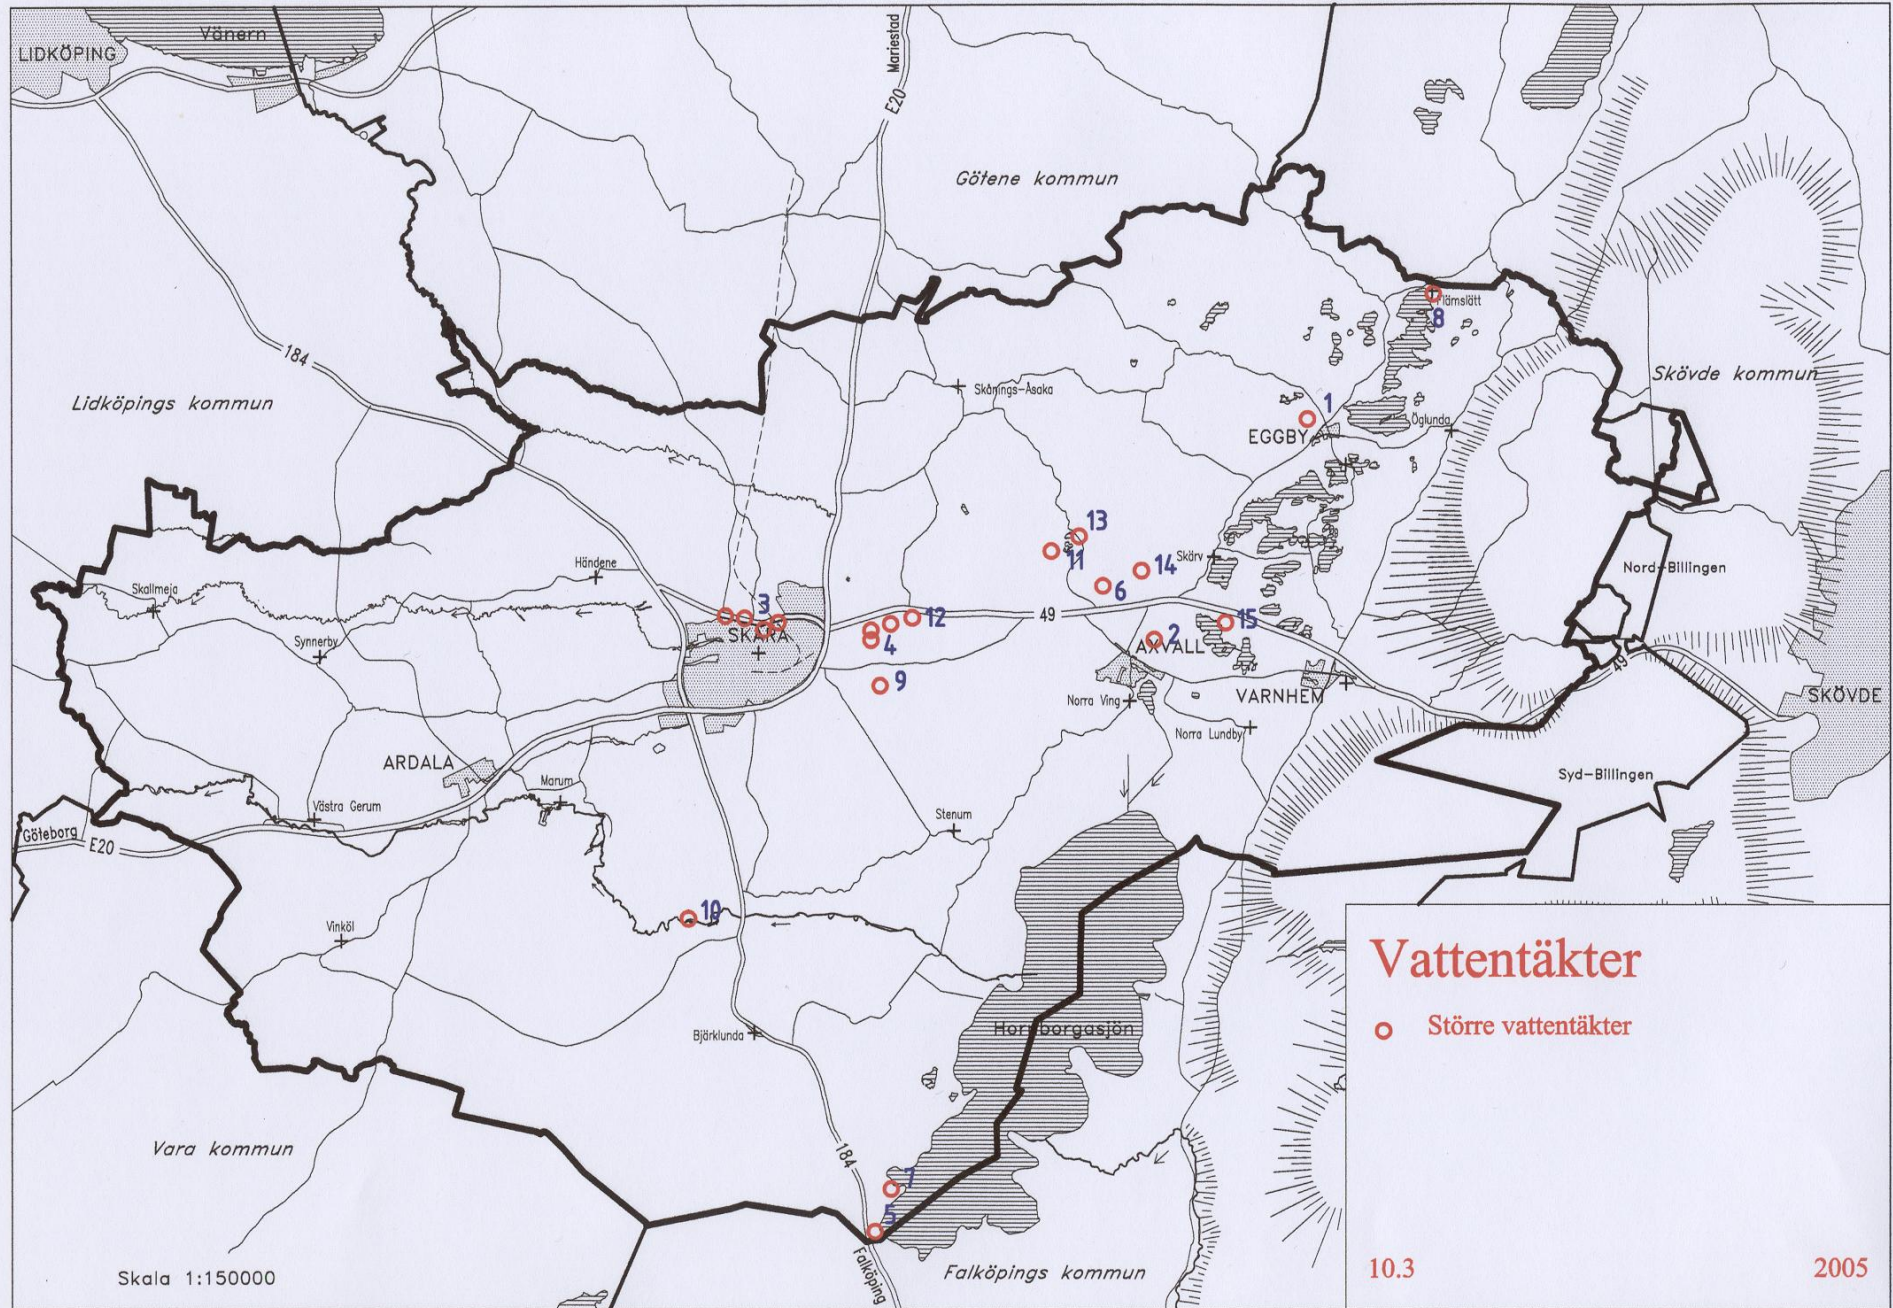 Vänern
LIDKÖPING
Mariestad
E20
Götene kommun
Flämslätt
8
184
Skövde kommun
Lidköpings kommun
Skånings-Åsaka
1
Öglunda
EGGBY
13
11
14
Skärv
6
Händene
Nord-Billingen
Skallmeja
3
12
49
15
SKARA
4
2
AXVALL
Synnerby
9
49
Norra Ving
VARNHEM
SKÖVDE
Norra Lundby
ARDALA
Marum
Syd-Billingen
Västra Gerum
Stenum
Göteborg
E20
10
Vinköl
Vattentäkter
Större vattentäkter
Björklunda
Hornborgasjön
Vara kommun
184
7
5
Falköping
Falköpings kommun
Skala 1:150000
10.3
2005